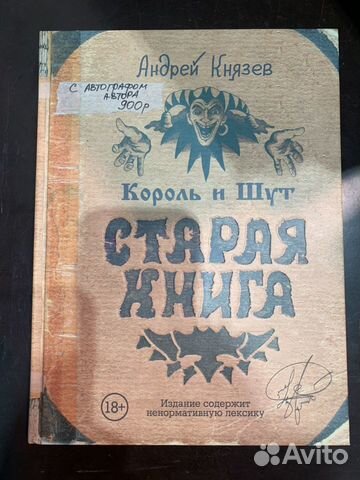 Андрей Князев
С АВТОГРАФОМ
АВТОРА
900р
Король и Шут
СТАРАЯ
КНИГА
18+
Издание содержит
ненормативную лексику
Avito